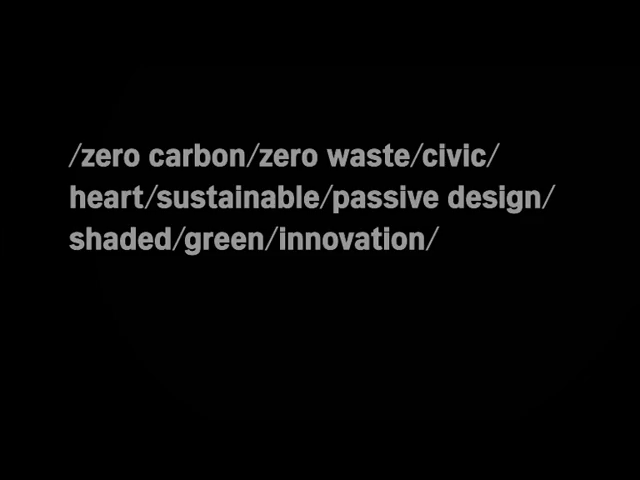 /zero carbon/zero waste/civic/
heart/sustainable/passive design/
shaded/green/innovation/